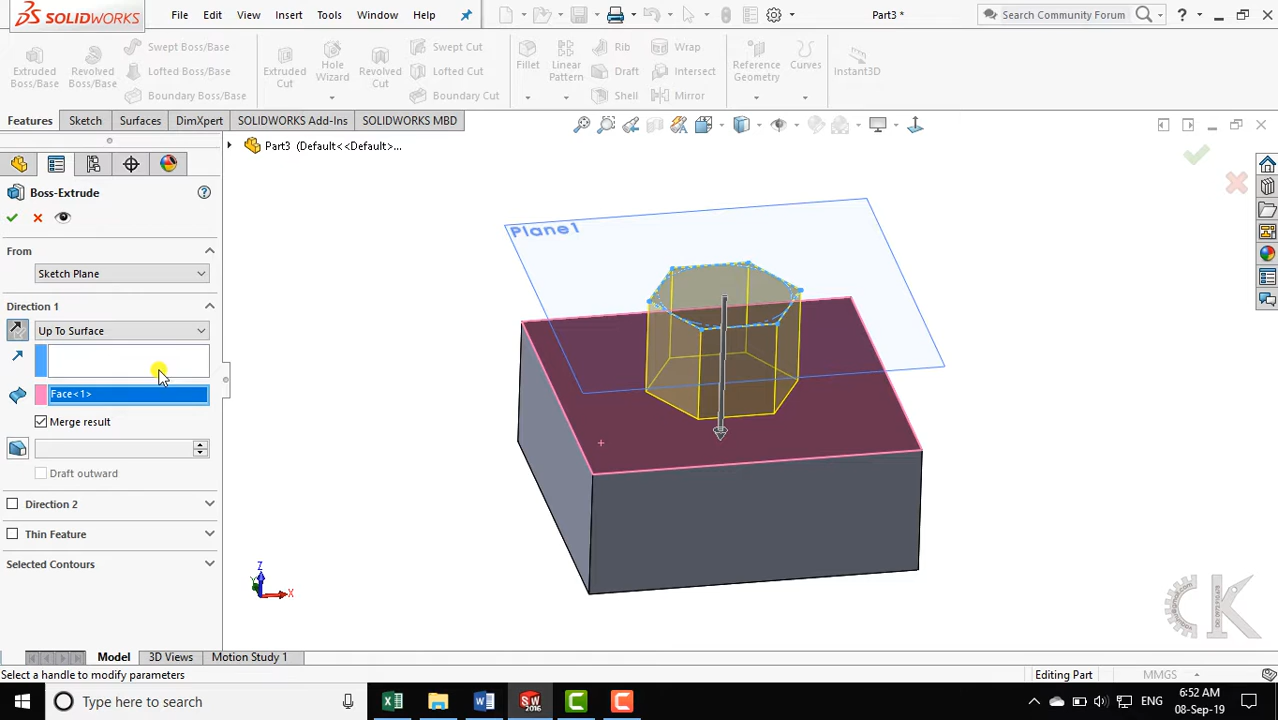 SOLIDWORKS
File Edit View Insert Tools Window Help
Part3 *
Search Community Forum
?
Extruded Boss/Base
Revolved Boss/Base
Swept Boss/Base
Lofted Boss/Base
Boundary Boss/Base
Extruded Cut
Hole Wizard
Revolved Cut
Swept Cut
Lofted Cut
Boundary Cut
Fillet
Linear Pattern
Rib
Draft
Shell
Wrap
Intersect
Mirror
Reference Geometry
Curves
Instant3D
Features Sketch Surfaces DimXpert SOLIDWORKS Add-Ins SOLIDWORKS MBD
Part3 (Default<<Default>...
Boss-Extrude
?
From
Sketch Plane
Direction 1
Up To Surface
Face<1>
Merge result
Draft outward
Direction 2
Thin Feature
Selected Contours
Plane1
Z
X
Model 3D Views Motion Study 1
Select a handle to modify parameters
Editing Part
MMGS
Type here to search
SW
2016
ENG
6:52 AM
08-Sep-19